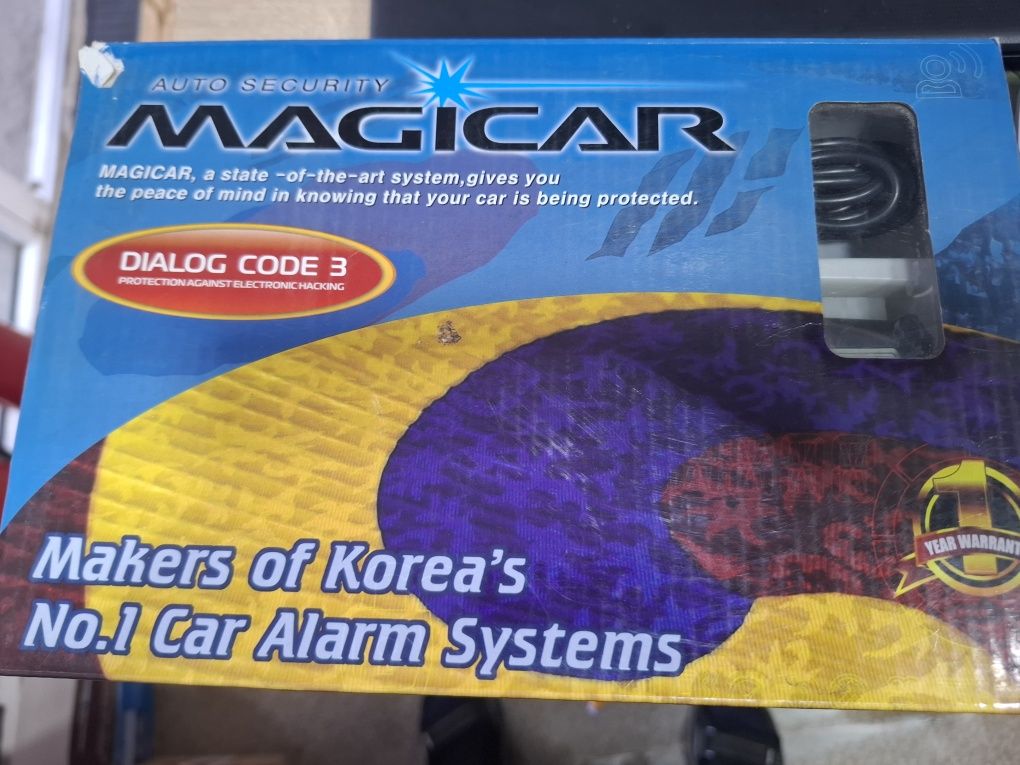 AUTO SECURITY
MAGICAR
MAGICAR, a state -of-the-art system,gives you
the peace of mind in knowing that your car is being protected.
DIALOG CODE 3
PROTECTION AGAINST ELECTRONIC HACKING
1
YEAR WARRANT
Makers of Korea's
No.1 Car Alarm Systems